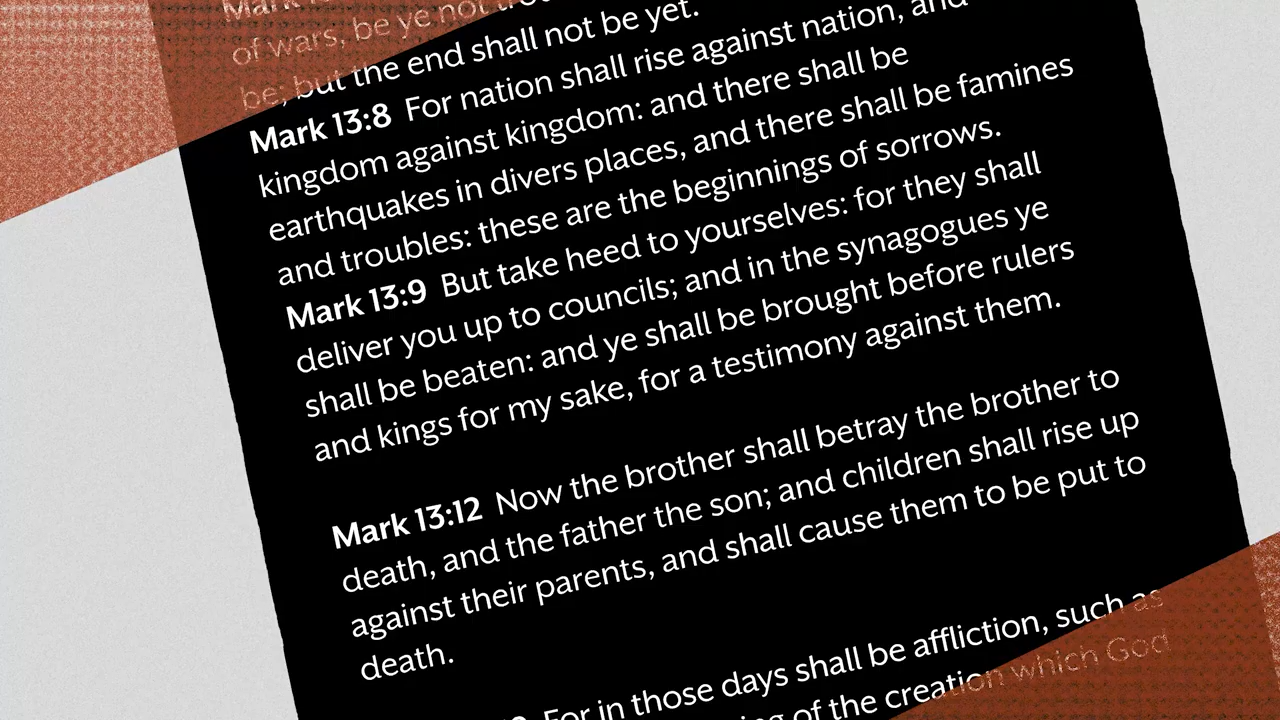 Mark
of wars, be ye not
be; but the end shall not be yet.
Mark 13:8 For nation shall rise against nation, and
kingdom against kingdom: and there shall be
earthquakes in divers places, and there shall be famines
and troubles: these are the beginnings of sorrows.
Mark 13:9 But take heed to yourselves: for they shall
deliver you up to councils; and in the synagogues ye
shall be beaten: and ye shall be brought before rulers
and kings for my sake, for a testimony against them.
Mark 13:12 Now the brother shall betray the brother to
death, and the father the son; and children shall rise up
against their parents, and shall cause them to be put to
death.
For in those days shall be affliction, such as
of the creation which God